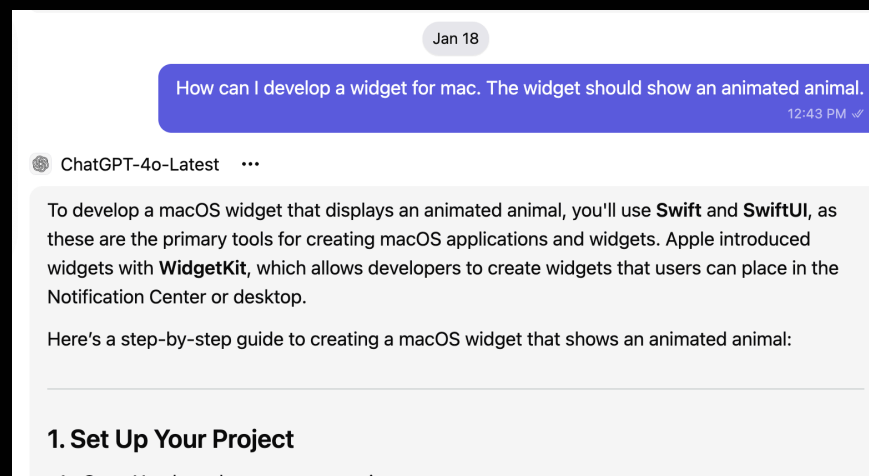 Jan 18
How can I develop a widget for mac. The widget should show an animated animal.
12:43 PM
ChatGPT-4o-Latest
To develop a macOS widget that displays an animated animal, you'll use Swift and SwiftUI, as
these are the primary tools for creating macOS applications and widgets. Apple introduced
widgets with WidgetKit, which allows developers to create widgets that users can place in the
Notification Center or desktop.
Here's a step-by-step guide to creating a macOS widget that shows an animated animal:
1. Set Up Your Project